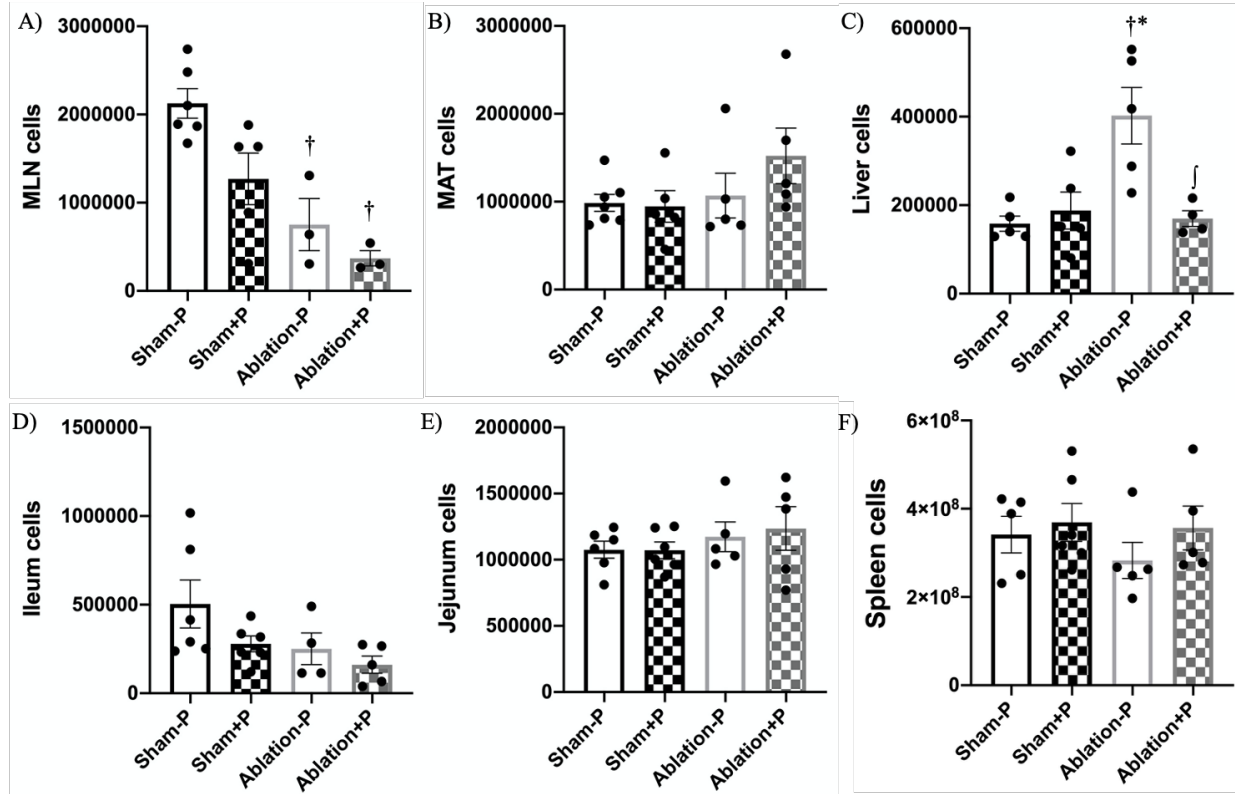 A)
MLN cells
3000000
2000000
1000000
0
†
†
Sham-P
Sham+P
Ablation-P
Ablation+P
B)
MAT cells
3000000
2000000
1000000
0
Sham-P
Sham+P
Ablation-P
Ablation+P
C)
Liver cells
600000
400000
200000
0
†*
∫
Sham-P
Sham+P
Ablation-P
Ablation+P
D)
Ileum cells
1500000
1000000
500000
0
Sham-P
Sham+P
Ablation-P
Ablation+P
E)
Jejunum cells
2000000
1500000
1000000
500000
0
Sham-P
Sham+P
Ablation-P
Ablation+P
F)
Spleen cells
6×10⁸
4×10⁸
2×10⁸
0
Sham-P
Sham+P
Ablation-P
Ablation+P